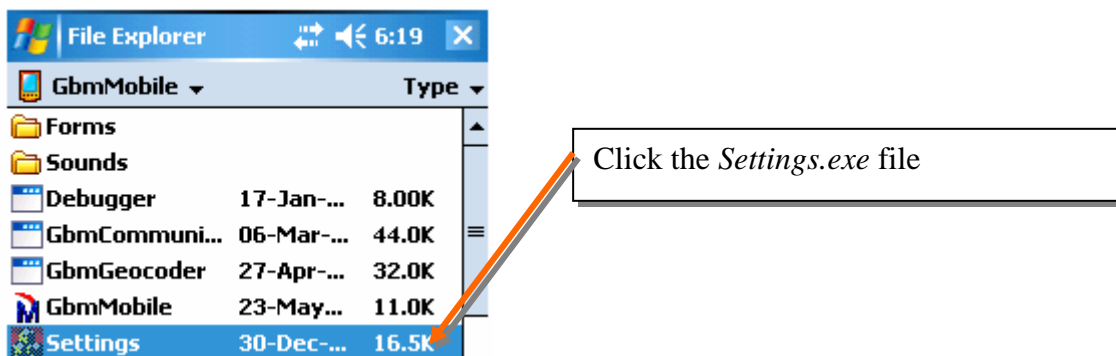 File Explorer 6:19
GbmMobile Type
Forms
Sounds
Debugger 17-Jan-... 8.00K
GbmCommuni... 06-Mar-... 44.0K
GbmGeocoder 27-Apr-... 32.0K
GbmMobile 23-May... 11.0K
Settings 30-Dec-... 16.5K
Click the Settings.exe file